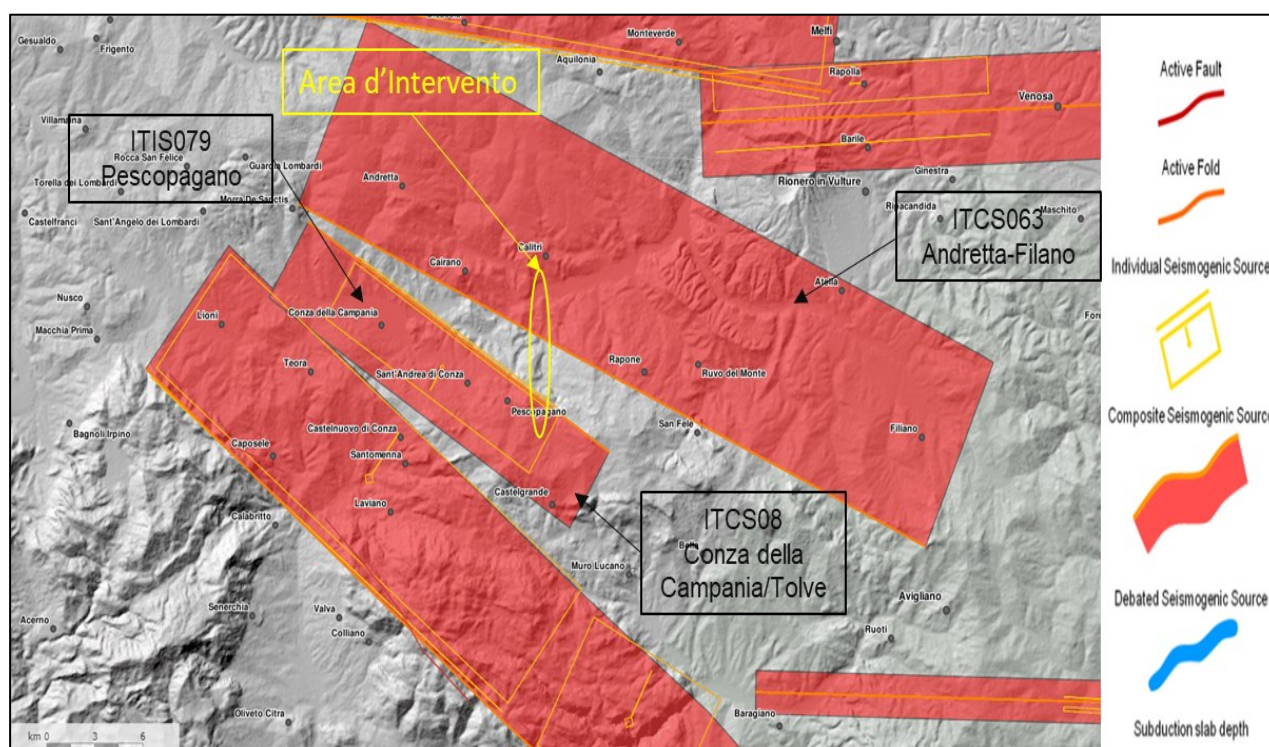 Gesualdo
Frigento
Monteverde
Melfi
Aquilonia
Rapolla
Venosa
Area d'Intervento
Villamaina
ITIS079
Pescopagano
Rocca San Felice
Guardia Lombardi
Torella dei Lombardi
Morra De Sanctis
Castelfranci
Sant'Angelo dei Lombardi
Andretta
Barile
Rionero in Vulture
Ginestra
Ripacandida
Maschito
ITCS063
Andretta-Filano
Calitri
Cairano
Atella
Nusco
Macchia Prima
Lioni
Conza della Campania
Teora
Sant'Andrea di Conza
Pescopagano
Rapone
Ruvo del Monte
San Fele
Filiano
Bagnoli Irpino
Castelnuovo di Conza
Caposele
Santomenna
Castelgrande
Laviano
Calabritto
ITCS08
Conza della
Campania/Tolve
Bella
Muro Lucano
Senerchia
Valva
Colliano
Acerno
Avigliano
Ruoti
Oliveto Citra
Baragiano
km 0 3 6
Active Fault
Active Fold
Individual Seismogenic Source
Composite Seismogenic Source
Debated Seismogenic Source
Subduction slab depth